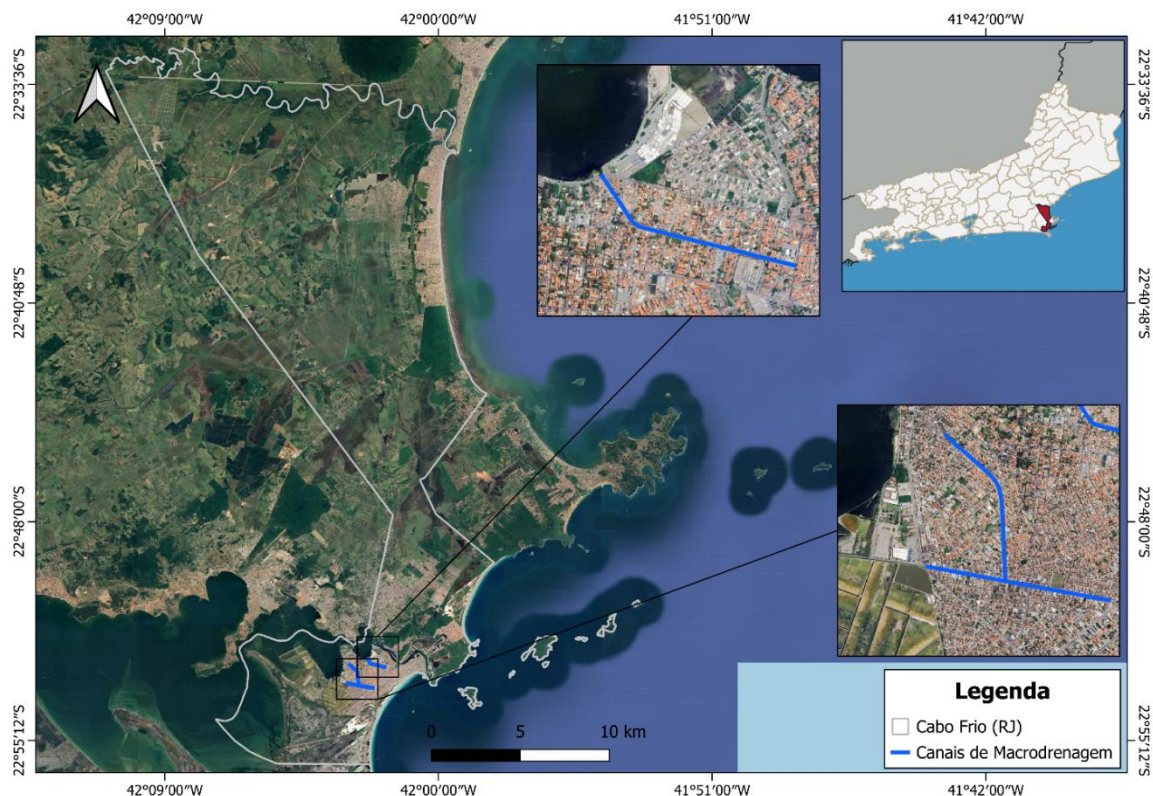 42°09'00"W 42°00'00"W 41°51'00"W 41°42'00"W
22°33'36"S 22°33'36"S
22°40'48"S 22°40'48"S
22°48'00"S 22°48'00"S
22°55'12"S 22°55'12"S
0 5 10 km
Legenda
Cabo Frio (RJ)
Canais de Macrodrenagem
42°09'00"W 42°00'00"W 41°51'00"W 41°42'00"W